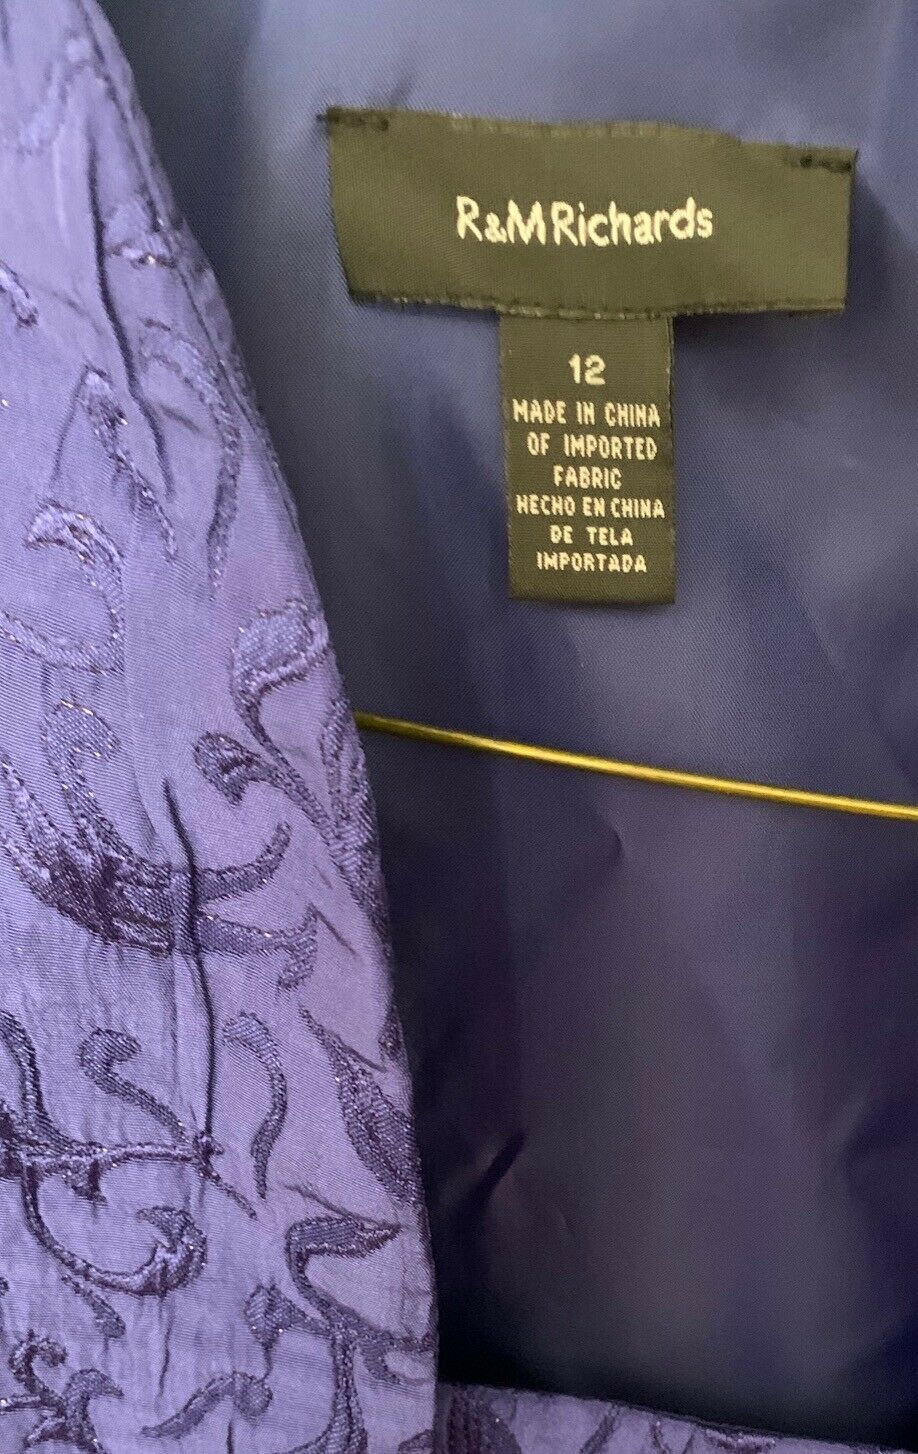 R&M Richards
12
MADE IN CHINA
OF IMPORTED
FABRIC
HECHO EN CHINA
DE TELA
IMPORTADA